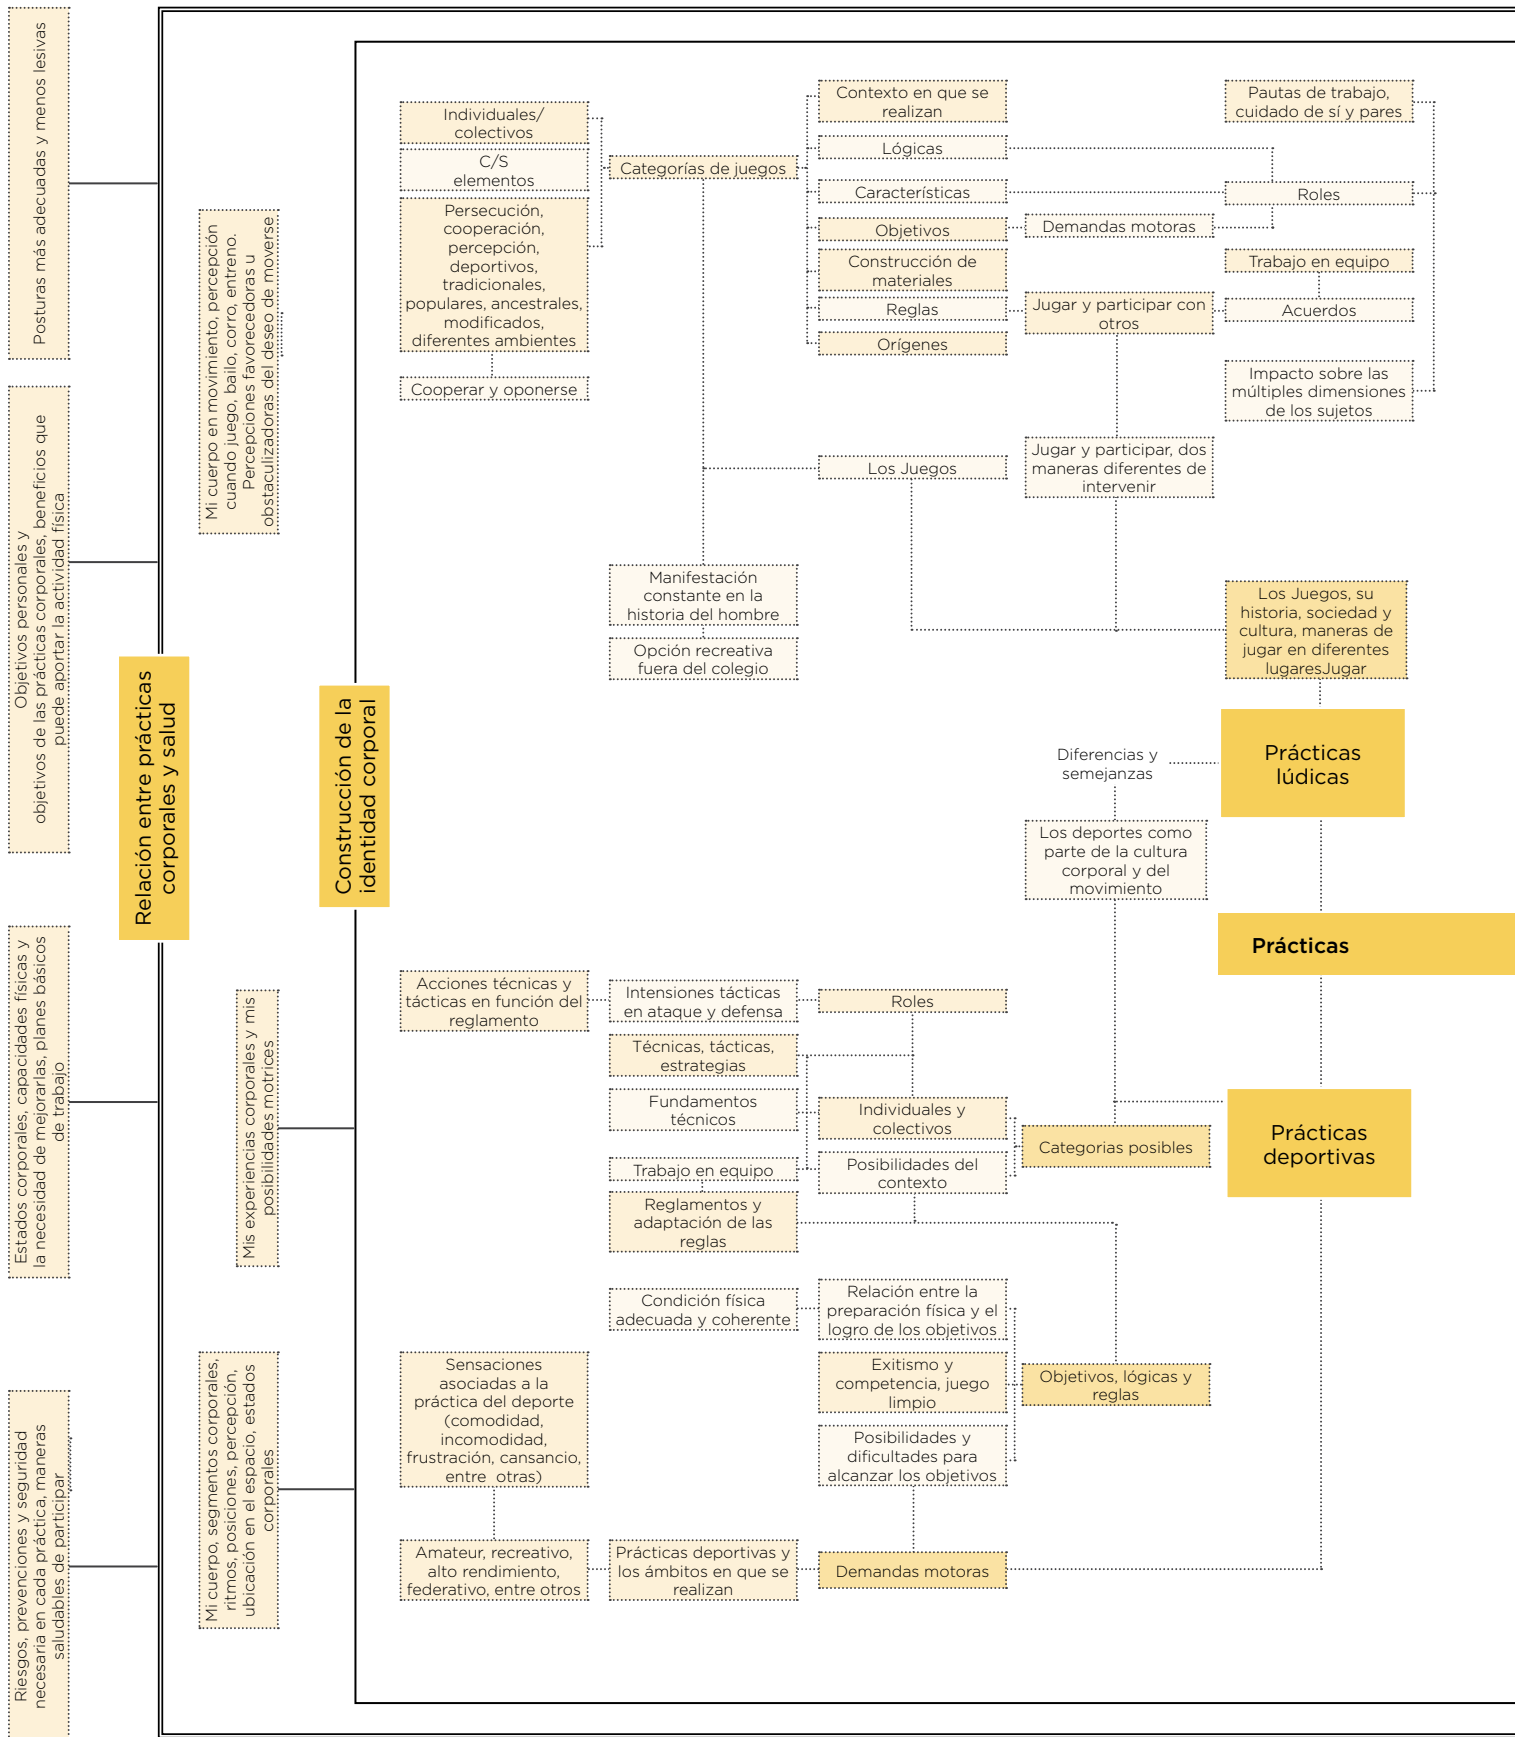 Posturas más adecuadas y menos lesivas
Objetivos personales y
objetivos de las prácticas corporales, beneficios que
puede aportar la actividad física
Estados corporales, capacidades físicas y
la necesidad de mejorarlas, planes básicos
de trabajo
Riesgos, prevenciones y seguridad
necesaria en cada práctica, maneras
saludables de participar
Relación entre prácticas
corporales y salud
Mi cuerpo en movimiento, percepción
cuando juego, bailo, corro, entreno.
Percepciones favorecedoras u
obstaculizadoras del deseo de moverse
Mis experiencias corporales y mis
posibilidades motrices
Mi cuerpo, segmentos corporales,
ritmos, posiciones, percepción,
ubicación en el espacio, estados
corporales
Construcción de la
identidad corporal
Individuales/
colectivos
C/S
elementos
Persecución,
cooperación,
percepción,
deportivos,
tradicionales,
populares, ancestrales,
modificados,
diferentes ambientes
Cooperar y oponerse
Categorías de juegos
Contexto en que se
realizan
Lógicas
Característicias
Objetivos
Construcción de
materiales
Reglas
Orígenes
Demandas motoras
Jugar y participar con
otros
Pautas de trabajo,
cuidado de sí y pares
Roles
Trabajo en equipo
Acuerdos
Impacto sobre las
múltiples dimensiones
de los sujetos
Los Juegos
Jugar y participar, dos
maneras diferentes de
intervenir
Manifestación
constante en la
historia del hombre
Opción recreativa
fuera del colegio
Los Juegos, su
historia, sociedad y
cultura, maneras de
jugar en diferentes
lugaresJugar
Prácticas
lúdicas
Diferencias y
semejanzas
Los deportes como
parte de la cultura
corporal y del
movimiento
Prácticas
Acciones técnicas y
tácticas en función del
reglamento
Intensiones tácticas
en ataque y defensa
Roles
Técnicas, tácticas,
estrategias
Fundamentos
técnicos
Individuales y
colectivos
Trabajo en equipo
Posibilidades del
contexto
Categorias posibles
Prácticas
deportivas
Reglamentos y
adaptación de las
reglas
Condición física
adecuada y coherente
Relación entre la
preparación física y el
logro de los objetivos
Exitismo y
competencia, juego
limpio
Objetivos, lógicas y
reglas
Posibilidades y
dificultades para
alcanzar los objetivos
Sensaciones
asociadas a la
práctica del deporte
(comodidad,
incomodidad,
frustración, cansancio,
entre otras)
Amateur, recreativo,
alto rendimiento,
federativo, entre otros
Prácticas deportivas y
los ámbitos en que se
realizan
Demandas motoras